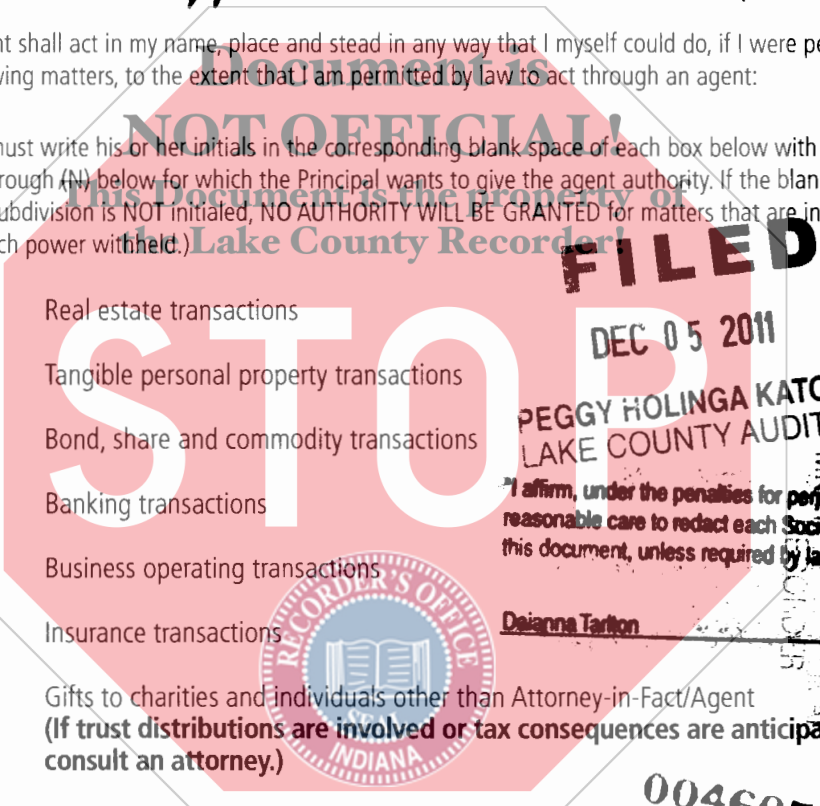 nt shall act in my name, place and stead in any way that I myself could do, if I were pe
ving matters, to the extent that I am permitted by law to act through an agent:
Document is
NOT OFFICIAL!
This Document is the property of
the Lake County Recorder!
must write his or her initials in the corresponding blank space of each box below with
rough (N) below for which the Principal wants to give the agent authority. If the blan
ubdivision is NOT initialed, NO AUTHORITY WILL BE GRANTED for matters that are in
ch power withheld.)
FILED
DEC 05 2011
PEGGY HOLINGA KATO
LAKE COUNTY AUDIT
STOP
Real estate transactions
Tangible personal property transactions
Bond, share and commodity transactions
Banking transactions
Business operating transactions
Insurance transactions
Gifts to charities and individuals other than Attorney-in-Fact/Agent
(If trust distributions are involved or tax consequences are anticipa
consult an attorney.)
"I affirm, under the penalties for perj
reasonable care to redact each Soci
this document, unless required by la
Deianna Tarlton
RECORDER'S OFFICE
SEAL
INDIANA